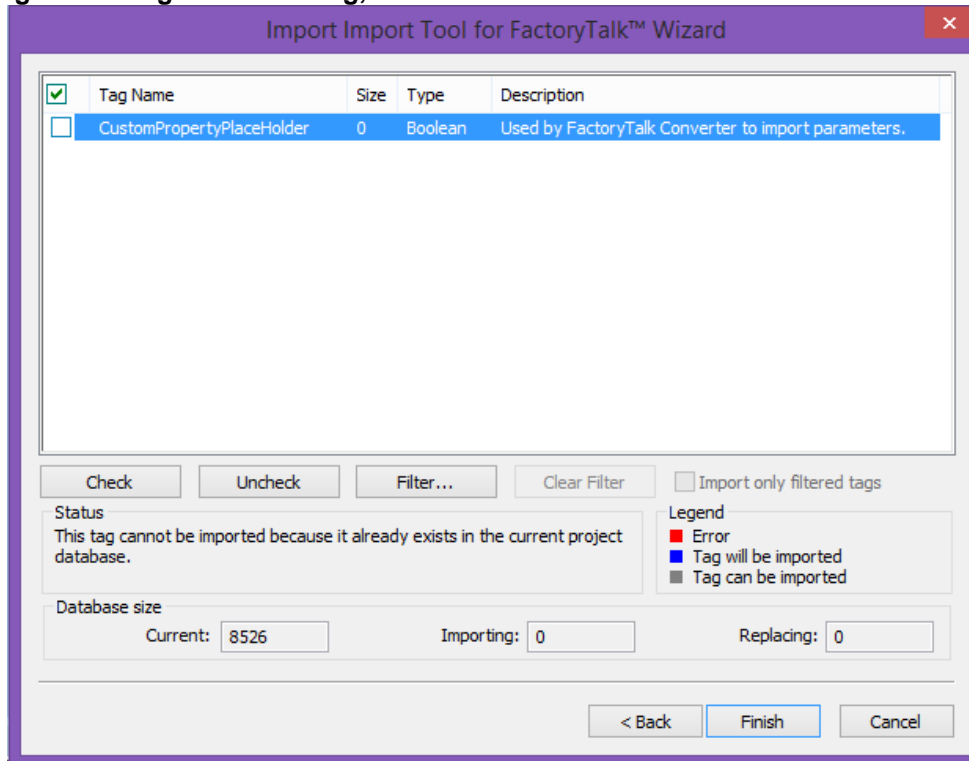 Import Import Tool for FactoryTalk™ Wizard
Tag Name Size Type Description
CustomPropertyPlaceHolder 0 Boolean Used by FactoryTalk Converter to import parameters.
Check Uncheck Filter... Clear Filter Import only filtered tags
Status
This tag cannot be imported because it already exists in the current project
database.
Legend
Error
Tag will be imported
Tag can be imported
Database size
Current: 8526 Importing: 0 Replacing: 0
< Back Finish Cancel